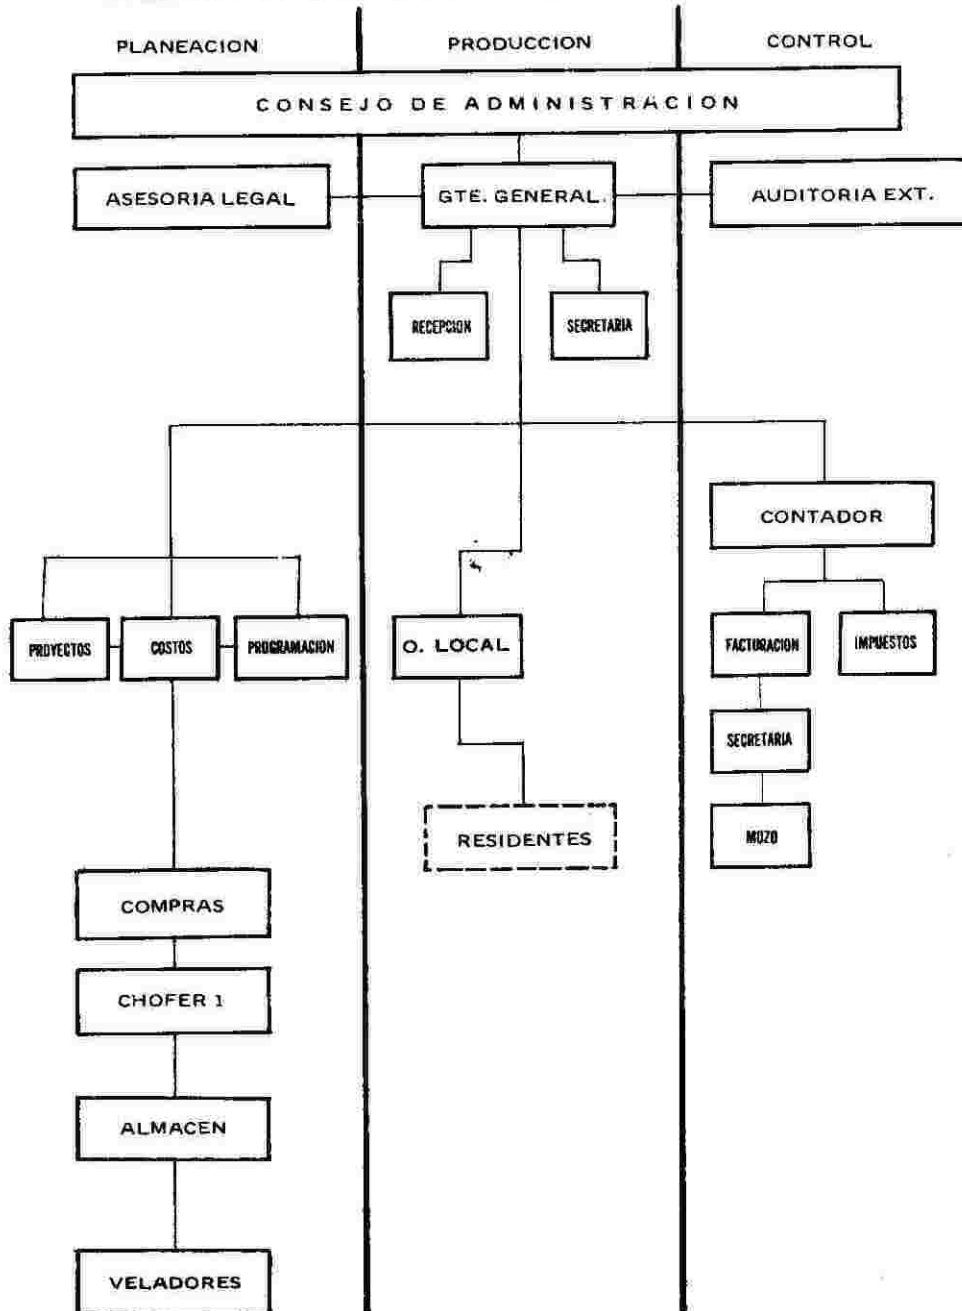 PLANEACION
PRODUCCION
CONTROL
CONSEJO DE ADMINISTRACION
ASESORIA LEGAL
GTE. GENERAL.
AUDITORIA EXT.
RECEPCION
SECRETARIA
CONTADOR
PROYECTOS
COSTOS
PROGRAMACION
O. LOCAL
FACTURACION
IMPUESTOS
SECRETARIA
RESIDENTES
MOZO
COMPRAS
CHOFER 1
ALMACEN
VELADORES